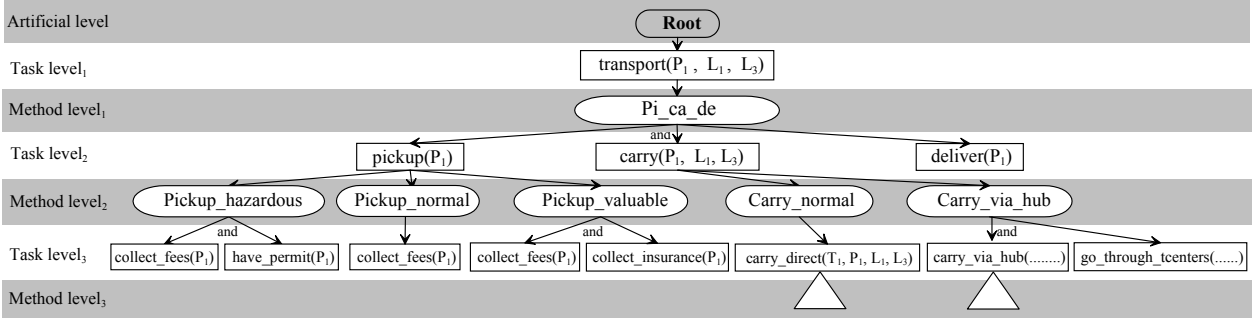 Artificial level
Root
Task level₁
transport(P₁ , L₁ , L₃)
Method level₁
Pi_ca_de
and
Task level₂
pickup(P₁)
carry(P₁, L₁, L₃)
deliver(P₁)
Method level₂
Pickup_hazardous
Pickup_normal
Pickup_valuable
Carry_normal
Carry_via_hub
and
and
and
Task level₃
collect_fees(P₁)
have_permit(P₁)
collect_fees(P₁)
collect_fees(P₁)
collect_insurance(P₁)
carry_direct(T₁, P₁, L₁, L₃)
carry_via_hub(........)
go_through_tcenters(......)
Method level₃